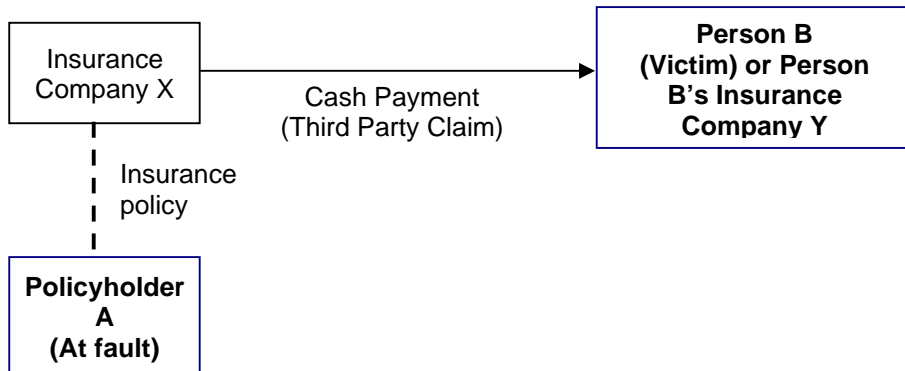 Insurance
Company X
Person B
(Victim) or Person
B's Insurance
Company Y
Cash Payment
(Third Party Claim)
Insurance
policy
Policyholder
A
(At fault)